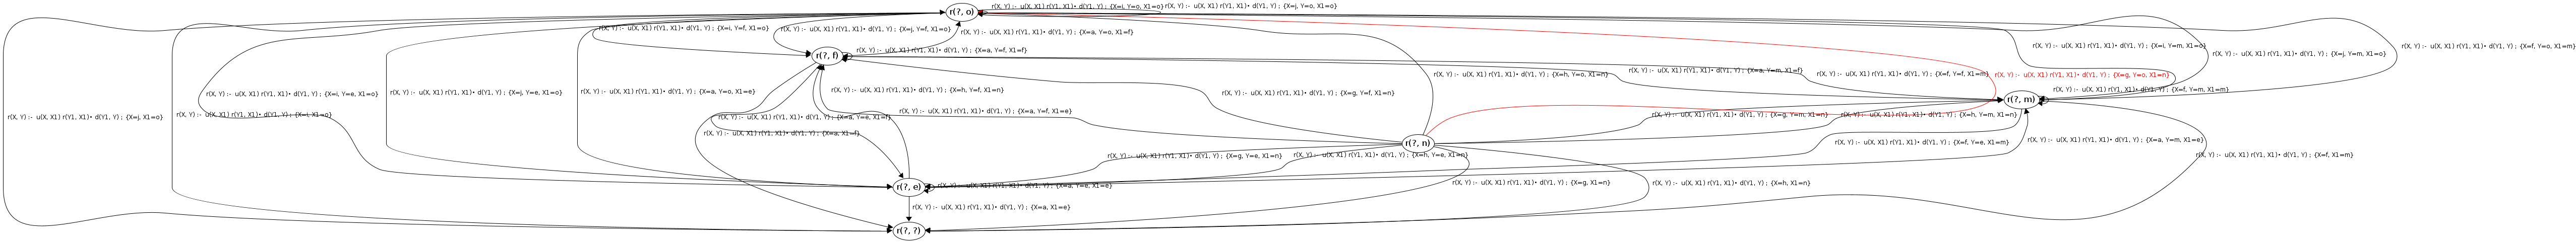 r(X, Y) :- u(X, X1) r(Y1, X1)• d(Y1, Y) ; {X=i, Y=o, X1=o}
r(X, Y) :- u(X, X1) r(Y1, X1)• d(Y1, Y) ; {X=j, Y=o, X1=o}
r(?, o)
r(X, Y) :- u(X, X1) r(Y1, X1)• d(Y1, Y) ; {X=i, Y=f, X1=o}
r(X, Y) :- u(X, X1) r(Y1, X1)• d(Y1, Y) ; {X=j, Y=f, X1=o}
r(X, Y) :- u(X, X1) r(Y1, X1)• d(Y1, Y) ; {X=a, Y=o, X1=f}
r(X, Y) :- u(X, X1) r(Y1, X1)• d(Y1, Y) ; {X=i, Y=m, X1=o}
r(X, Y) :- u(X, X1) r(Y1, X1)• d(Y1, Y) ; {X=f, Y=o, X1=m}
r(X, Y) :- u(X, X1) r(Y1, X1)• d(Y1, Y) ; {X=a, Y=f, X1=f}
r(X, Y) :- u(X, X1) r(Y1, X1)• d(Y1, Y) ; {X=j, Y=m, X1=o}
r(?, f)
r(X, Y) :- u(X, X1) r(Y1, X1)• d(Y1, Y) ; {X=h, Y=o, X1=n}
r(X, Y) :- u(X, X1) r(Y1, X1)• d(Y1, Y) ; {X=a, Y=m, X1=f}
r(X, Y) :- u(X, X1) r(Y1, X1)• d(Y1, Y) ; {X=f, Y=f, X1=m}
r(X, Y) :- u(X, X1) r(Y1, X1)• d(Y1, Y) ; {X=g, Y=o, X1=n}
r(X, Y) :- u(X, X1) r(Y1, X1)• d(Y1, Y) ; {X=i, Y=e, X1=o}
r(X, Y) :- u(X, X1) r(Y1, X1)• d(Y1, Y) ; {X=j, Y=e, X1=o}
r(X, Y) :- u(X, X1) r(Y1, X1)• d(Y1, Y) ; {X=a, Y=o, X1=e}
r(X, Y) :- u(X, X1) r(Y1, X1)• d(Y1, Y) ; {X=h, Y=f, X1=n}
r(X, Y) :- u(X, X1) r(Y1, X1)• d(Y1, Y) ; {X=g, Y=f, X1=n}
r(X, Y) :- u(X, X1) r(Y1, X1)• d(Y1, Y) ; {X=f, Y=m, X1=m}
r(?, m)
r(X, Y) :- u(X, X1) r(Y1, X1)• d(Y1, Y) ; {X=a, Y=f, X1=e}
r(X, Y) :- u(X, X1) r(Y1, X1)• d(Y1, Y) ; {X=j, X1=o}
r(X, Y) :- u(X, X1) r(Y1, X1)• d(Y1, Y) ; {X=i, X1=o}
r(X, Y) :- u(X, X1) r(Y1, X1)• d(Y1, Y) ; {X=a, Y=e, X1=f}
r(X, Y) :- u(X, X1) r(Y1, X1)• d(Y1, Y) ; {X=g, Y=m, X1=n}
r(X, Y) :- u(X, X1) r(Y1, X1)• d(Y1, Y) ; {X=h, Y=m, X1=n}
r(X, Y) :- u(X, X1) r(Y1, X1)• d(Y1, Y) ; {X=a, X1=f}
r(?, n)
r(X, Y) :- u(X, X1) r(Y1, X1)• d(Y1, Y) ; {X=f, Y=e, X1=m}
r(X, Y) :- u(X, X1) r(Y1, X1)• d(Y1, Y) ; {X=a, Y=m, X1=e}
r(X, Y) :- u(X, X1) r(Y1, X1)• d(Y1, Y) ; {X=g, Y=e, X1=n}
r(X, Y) :- u(X, X1) r(Y1, X1)• d(Y1, Y) ; {X=h, Y=e, X1=n}
r(X, Y) :- u(X, X1) r(Y1, X1)• d(Y1, Y) ; {X=f, X1=m}
r(?, e)
r(X, Y) :- u(X, X1) r(Y1, X1)• d(Y1, Y) ; {X=a, Y=e, X1=e}
r(X, Y) :- u(X, X1) r(Y1, X1)• d(Y1, Y) ; {X=g, X1=n}
r(X, Y) :- u(X, X1) r(Y1, X1)• d(Y1, Y) ; {X=h, X1=n}
r(X, Y) :- u(X, X1) r(Y1, X1)• d(Y1, Y) ; {X=a, X1=e}
r(?, ?)